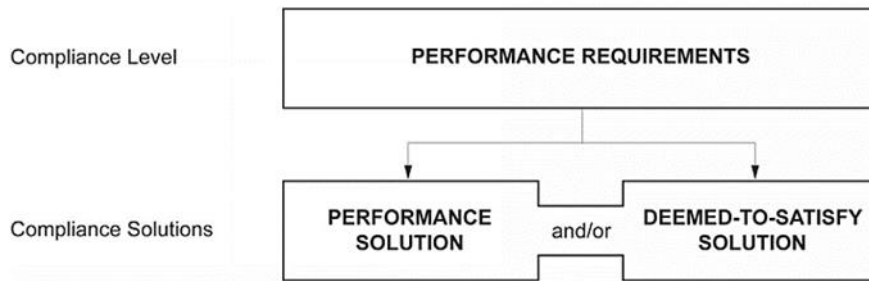 Compliance Level
PERFORMANCE REQUIREMENTS
Compliance Solutions
PERFORMANCE
SOLUTION
and/or
DEEMED-TO-SATISFY
SOLUTION